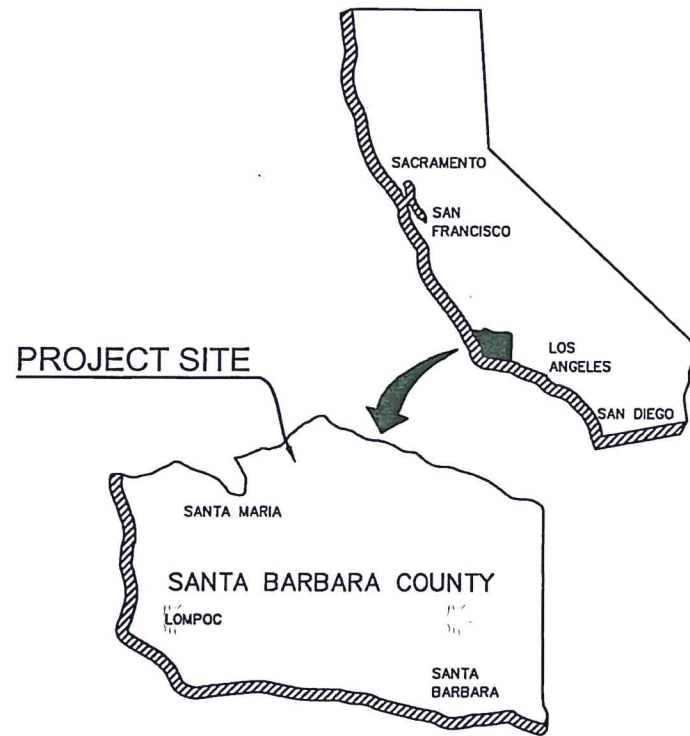 SACRAMENTO
SAN
FRANCISCO
LOS
ANGELES
SAN DIEGO
PROJECT SITE
SANTA MARIA
SANTA BARBARA COUNTY
LOMPOC
SANTA
BARBARA